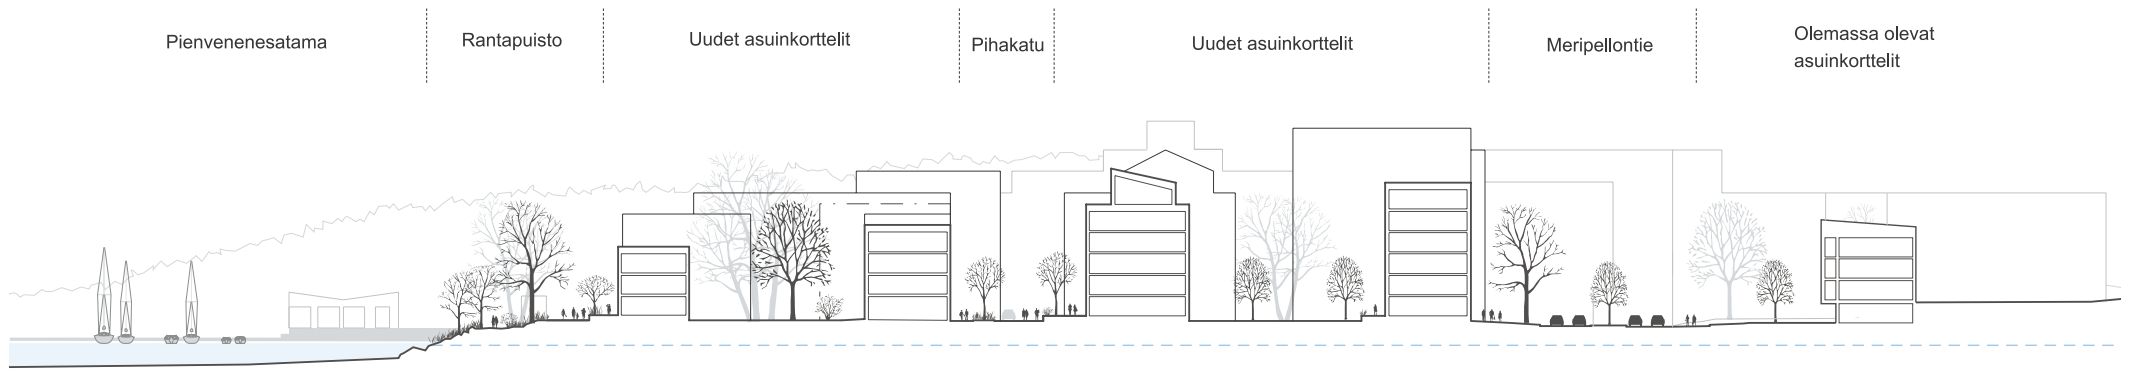 Pienvenenesatama
Rantapuisto
Uudet asuinkorttelit
Pihakatu
Uudet asuinkorttelit
Meripellontie
Olemassa olevat
asuinkorttelit